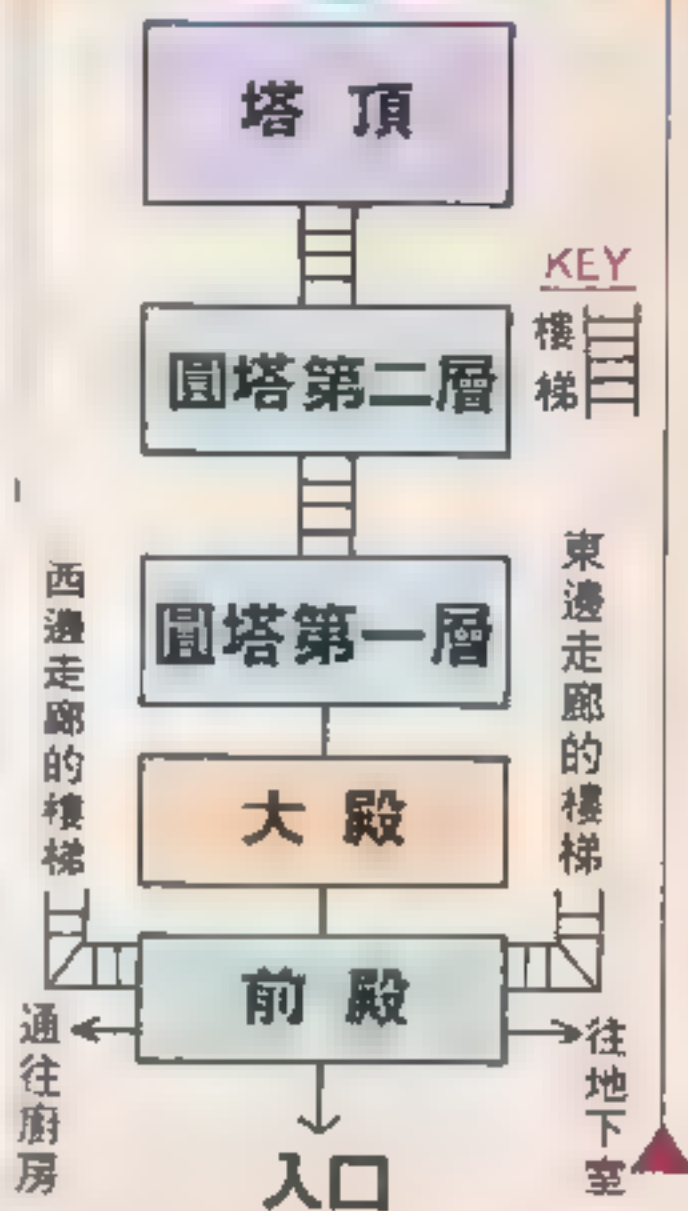 塔頂
KEY
樓梯
圓塔第二層
圓塔第一層
西邊走廊的樓梯
東邊走廊的樓梯
大殿
前殿
通往廚房
往地下室
入口